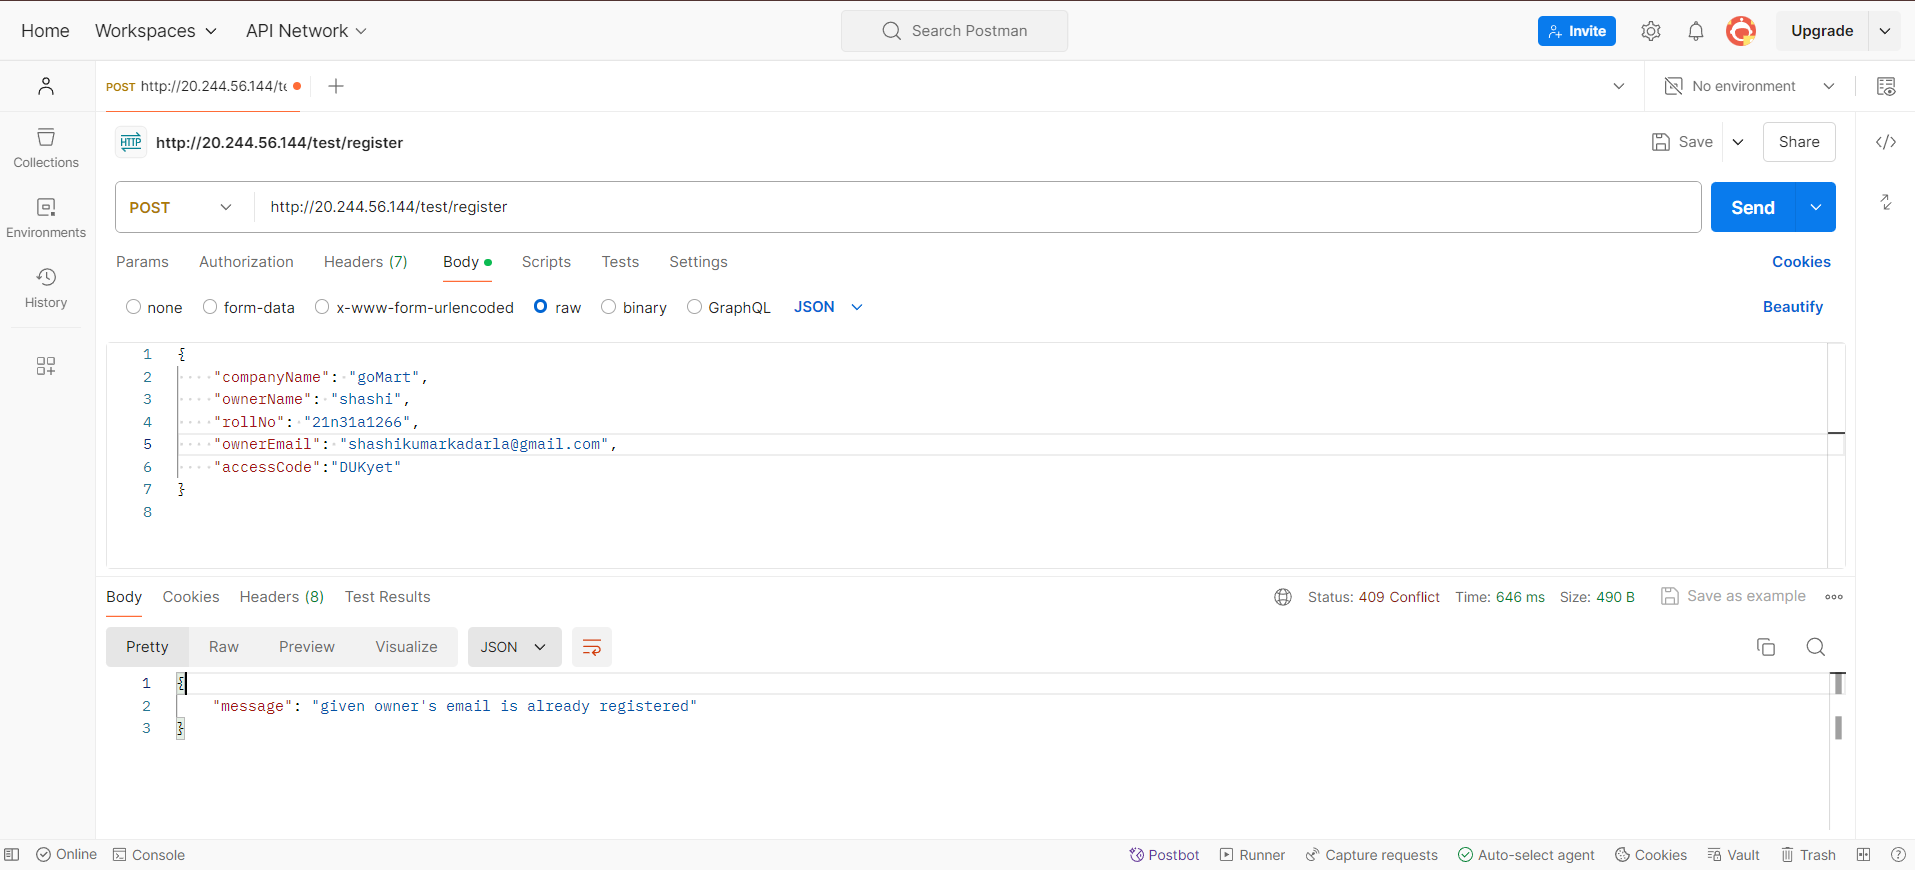 Home Workspaces API Network Search Postman Invite Upgrade
POST http://20.244.56.144/te No environment
HTTP http://20.244.56.144/test/register Save Share
Collections
POST http://20.244.56.144/test/register Send
Environments
Params Authorization Headers (7) Body Scripts Tests Settings Cookies
History
none form-data x-www-form-urlencoded raw binary GraphQL JSON Beautify
1 {
2 "companyName": "goMart",
3 "ownerName": "shashi",
4 "rollNo": "21n31a1266",
5 "ownerEmail": "shashikumarkadarla@gmail.com",
6 "accessCode":"DUKyet"
7 }
8
Body Cookies Headers (8) Test Results Status: 409 Conflict Time: 646 ms Size: 490 B Save as example
Pretty Raw Preview Visualize JSON
1 {
2 "message": "given owner's email is already registered"
3 }
Online Console Postbot Runner Capture requests Auto-select agent Cookies Vault Trash